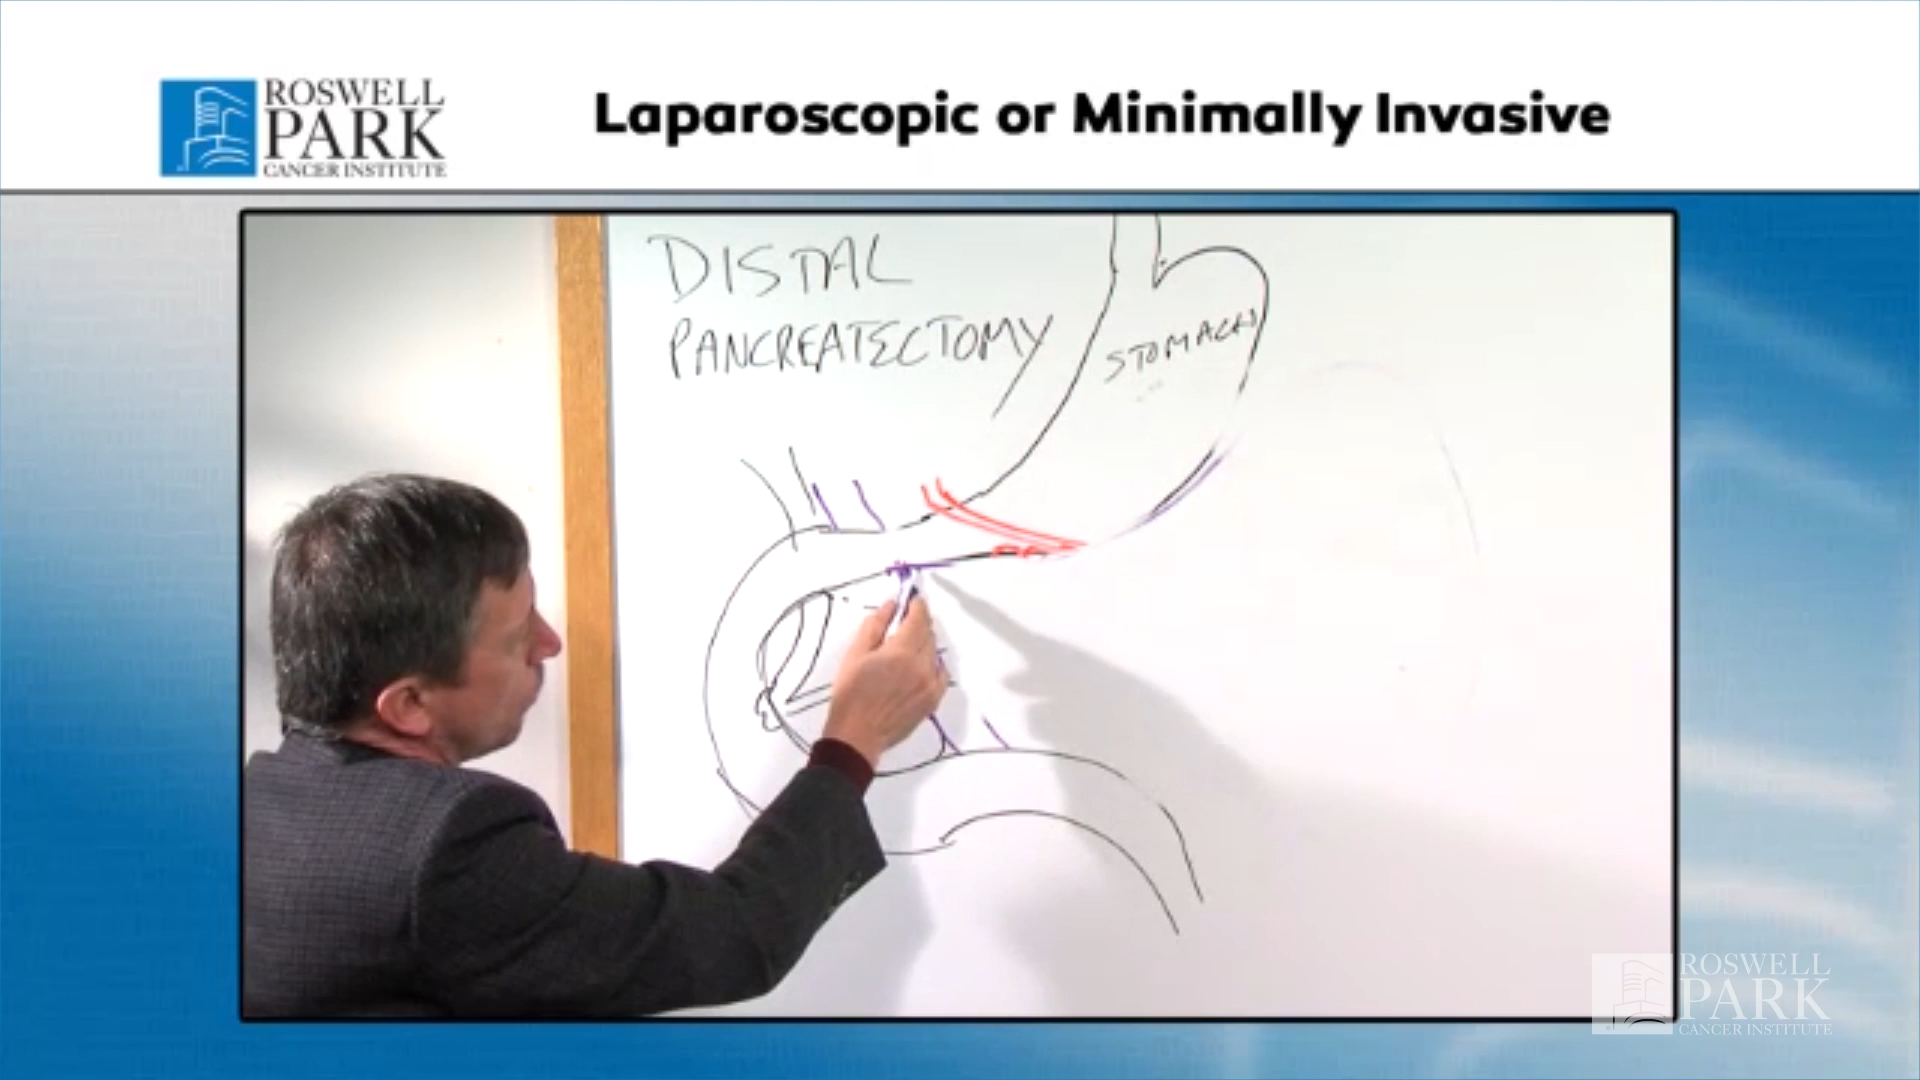 ROSWELL
PARK
CANCER INSTITUTE
Laparoscopic or Minimally Invasive
DISTAL
PANCREATECTOMY
STOMACH
ROSWELL
PARK
CANCER INSTITUTE